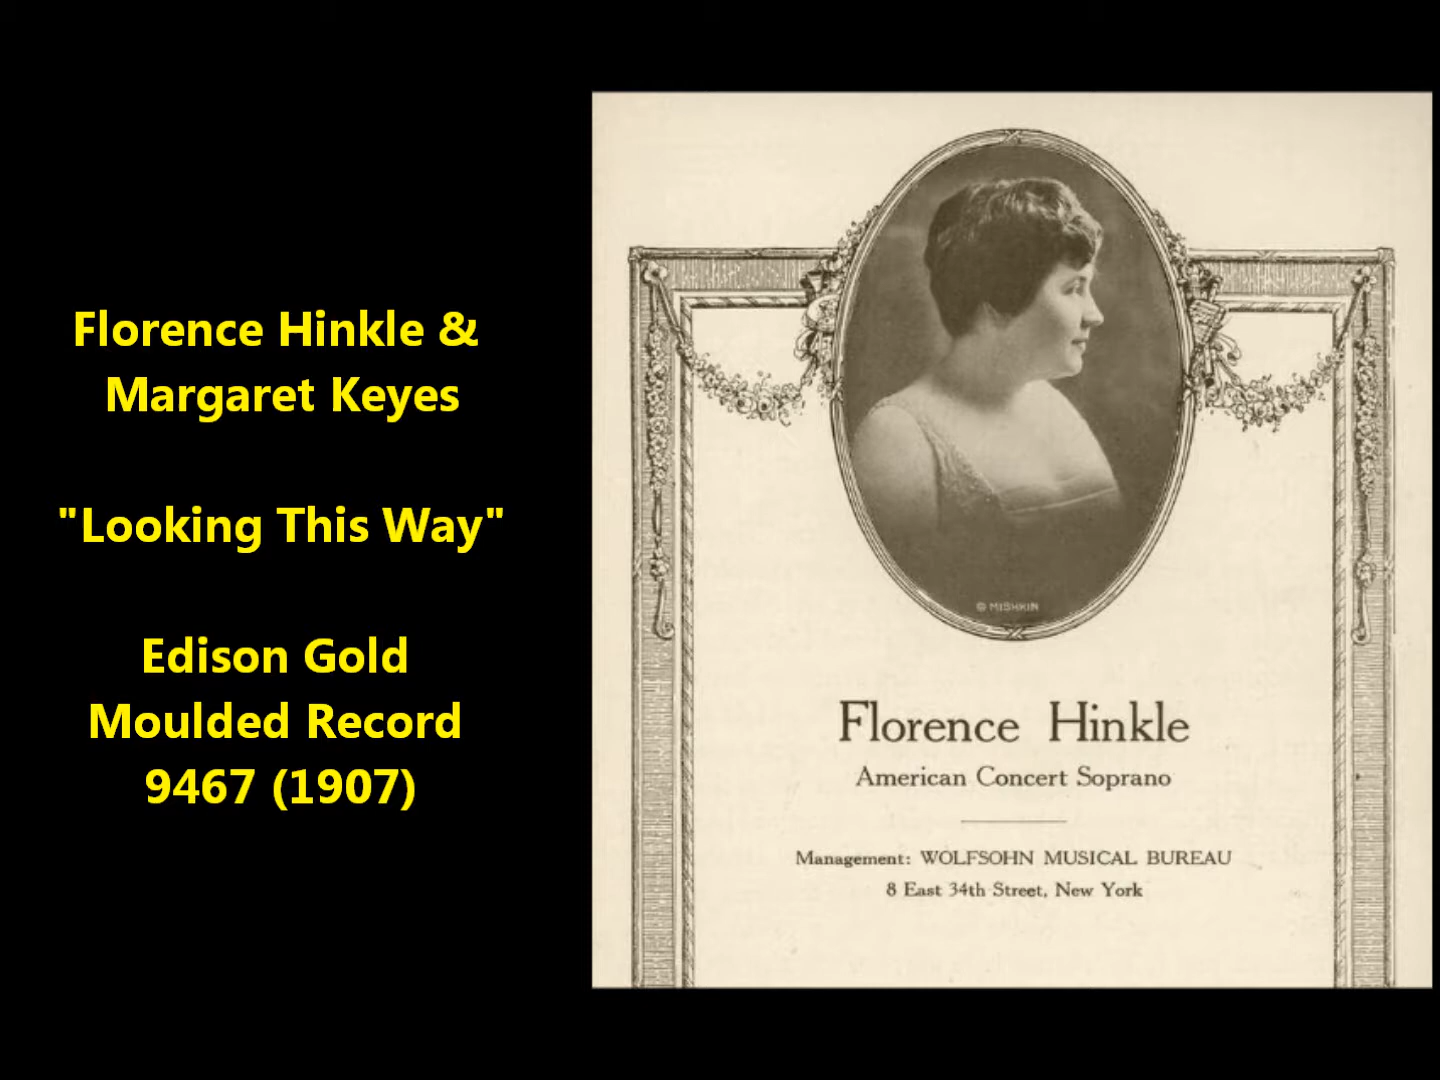 Florence Hinkle &
Margaret Keyes
"Looking This Way"
Edison Gold
Moulded Record
9467 (1907)
© MISHKIN
Florence Hinkle
American Concert Soprano
Management: WOLFSOHN MUSICAL BUREAU
8 East 34th Street, New York